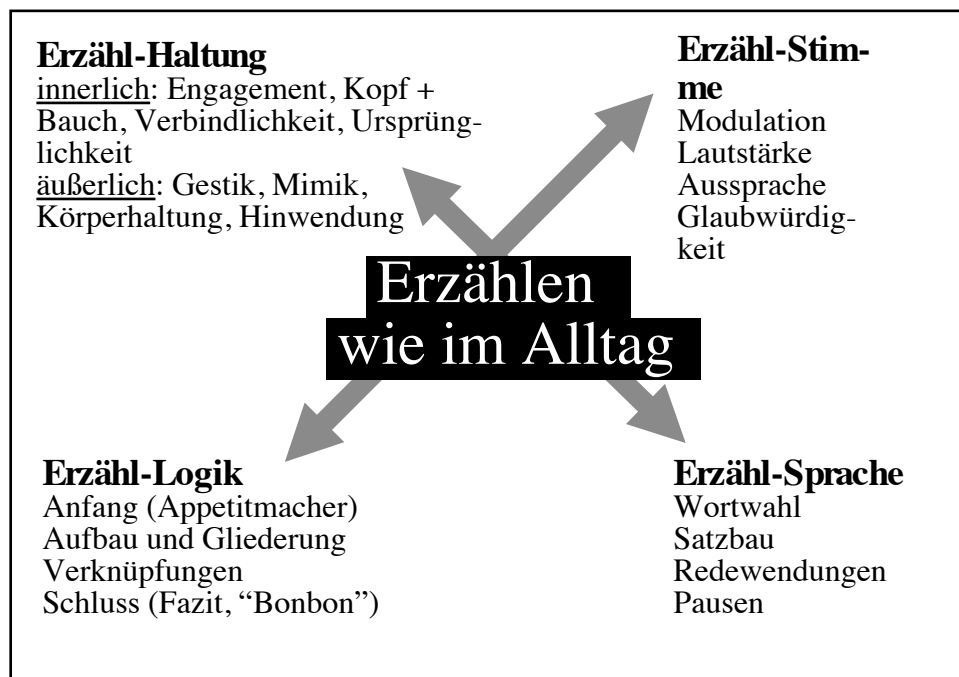 Erzähl-Haltung
innerlich: Engagement, Kopf +
Bauch, Verbindlichkeit, Ursprüng-
lichkeit
äußerlich: Gestik, Mimik,
Körperhaltung, Hinwendung
Erzähl-Stim-
me
Modulation
Lautstärke
Aussprache
Glaubwürdig-
keit
Erzählen
wie im Alltag
Erzähl-Logik
Anfang (Appetitmacher)
Aufbau und Gliederung
Verknüpfungen
Schluss (Fazit, “Bonbon”)
Erzähl-Sprache
Wortwahl
Satzbau
Redewendungen
Pausen